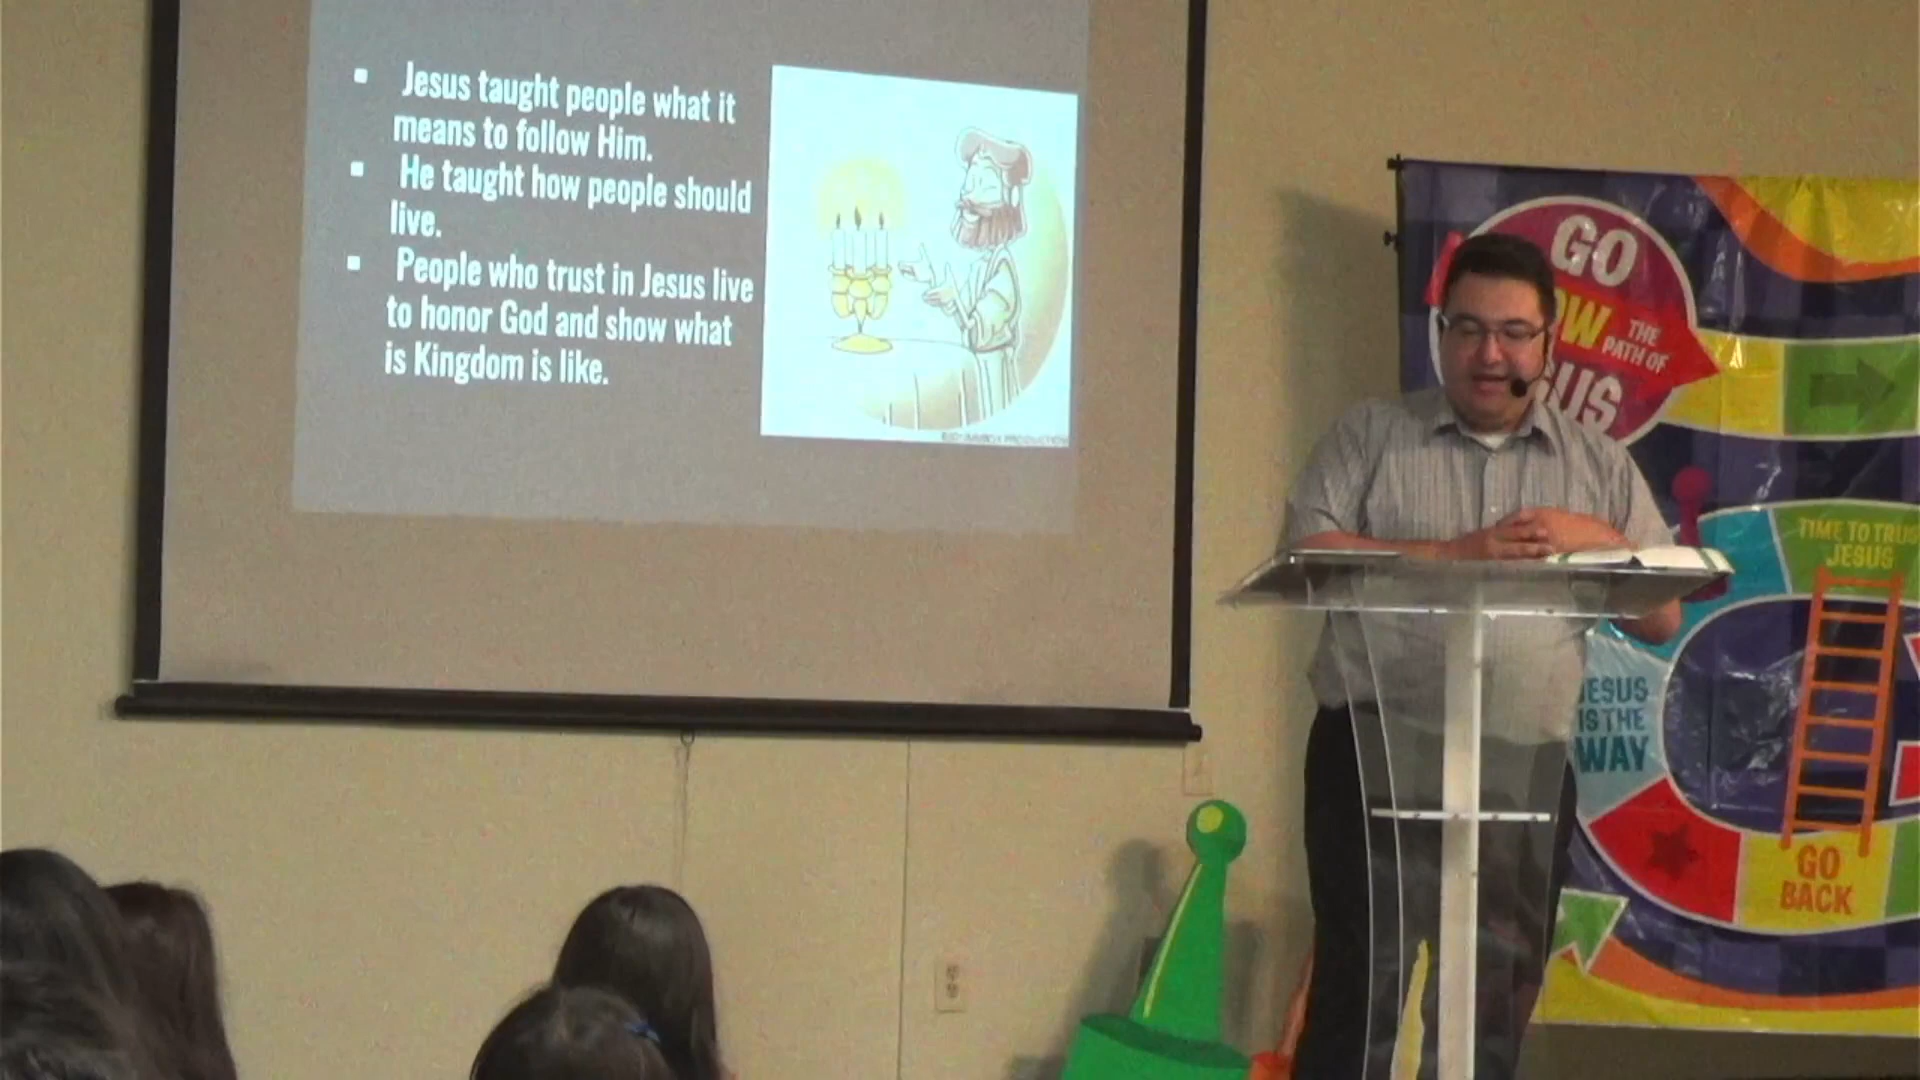 ▪ Jesus taught people what it
means to follow Him.
▪ He taught how people should
live.
▪ People who trust in Jesus live
to honor God and show what
is Kingdom is like.
GO
THE
PATH OF
TIME TO TRUS
JESUS
JESUS
IS THE
WAY
GO
BACK